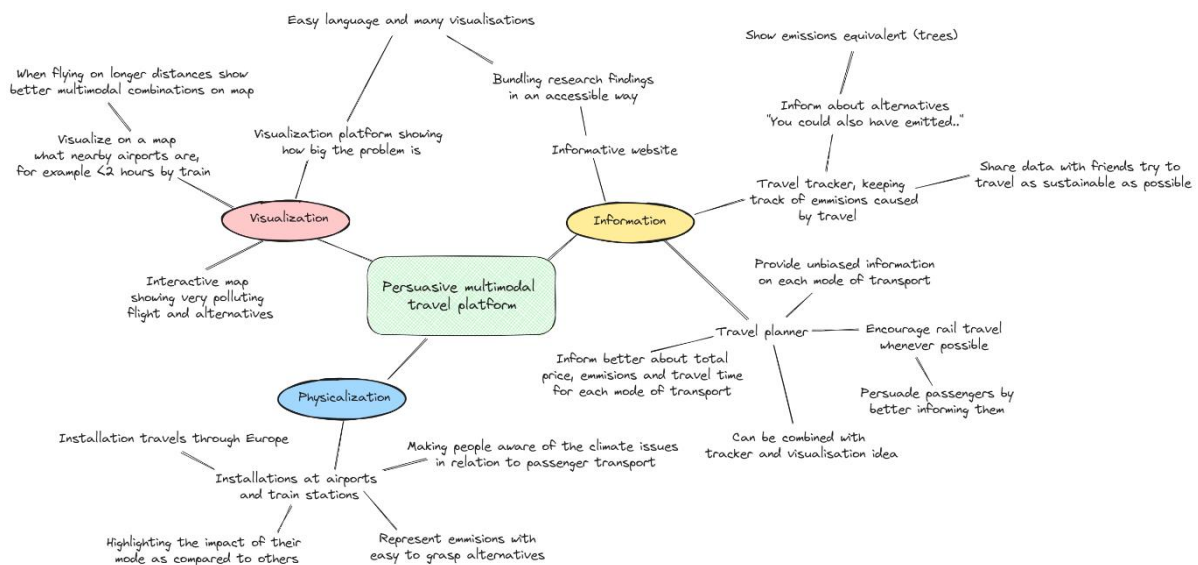 Easy language and many visualisations
Show emissions equivalent (trees)
When flying on longer distances show
better multimodal combinations on map
Bundling research findings
in an accessible way
Inform about alternatives
"You could also have emitted.."
Visualize on a map
what nearby airports are,
for example <2 hours by train
Visualization platform showing
how big the problem is
Informative website
Travel tracker, keeping
track of emmisions caused
by travel
Share data with friends try to
travel as sustainable as possible
Visualization
Information
Interactive map
showing very polluting
flight and alternatives
Persuasive multimodal
travel platform
Provide unbiased information
on each mode of transport
Travel planner
Encourage rail travel
whenever possible
Inform better about total
price, emmisions and travel time
for each mode of transport
Persuade passengers by
better informing them
Can be combined with
tracker and visualisation idea
Physicalization
Installation travels through Europe
Making people aware of the climate issues
in relation to passenger transport
Installations at airports
and train stations
Highlighting the impact of their
mode as compared to others
Represent emmisions with
easy to grasp alternatives